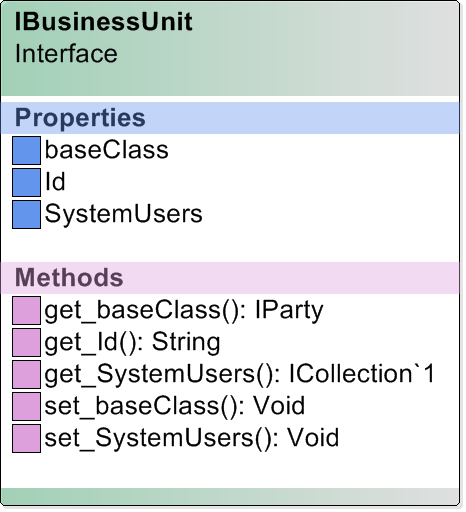 IBusinessUnit
Interface
Properties
baseClass
Id
SystemUsers
Methods
get_baseClass(): IParty
get_Id(): String
get_SystemUsers(): ICollection`1
set_baseClass(): Void
set_SystemUsers(): Void